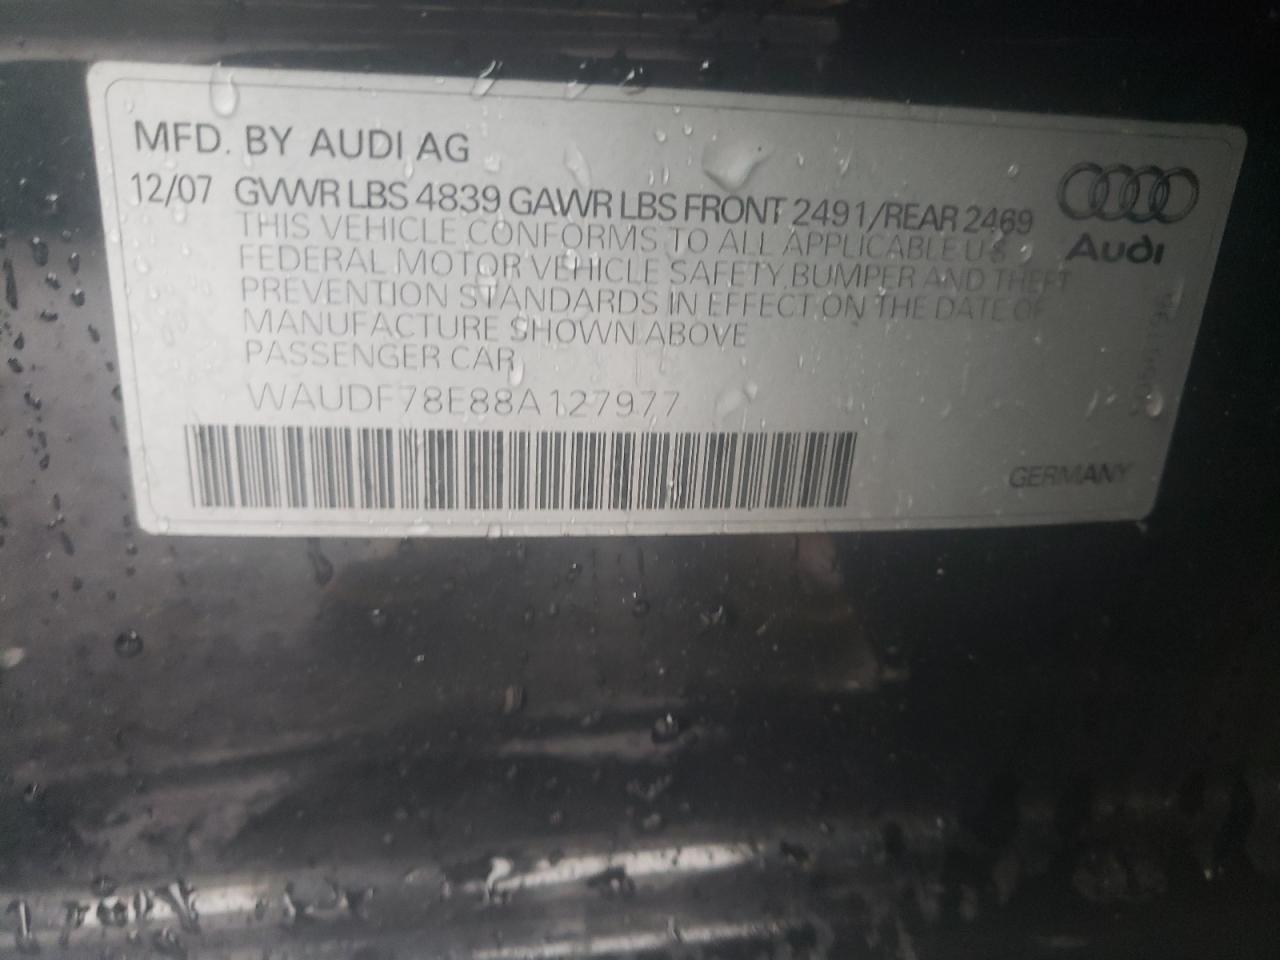 MFD. BY AUDI AG
12/07 GVWR LBS 4839 GAWR LBS FRONT 2491/REAR 2469
THIS VEHICLE CONFORMS TO ALL APPLICABLE U.S.
FEDERAL MOTOR VEHICLE SAFETY, BUMPER AND THEFT
PREVENTION STANDARDS IN EFFECT ON THE DATE OF
MANUFACTURE SHOWN ABOVE
PASSENGER CAR
WAUDF78E88A127977
Audi
GERMANY